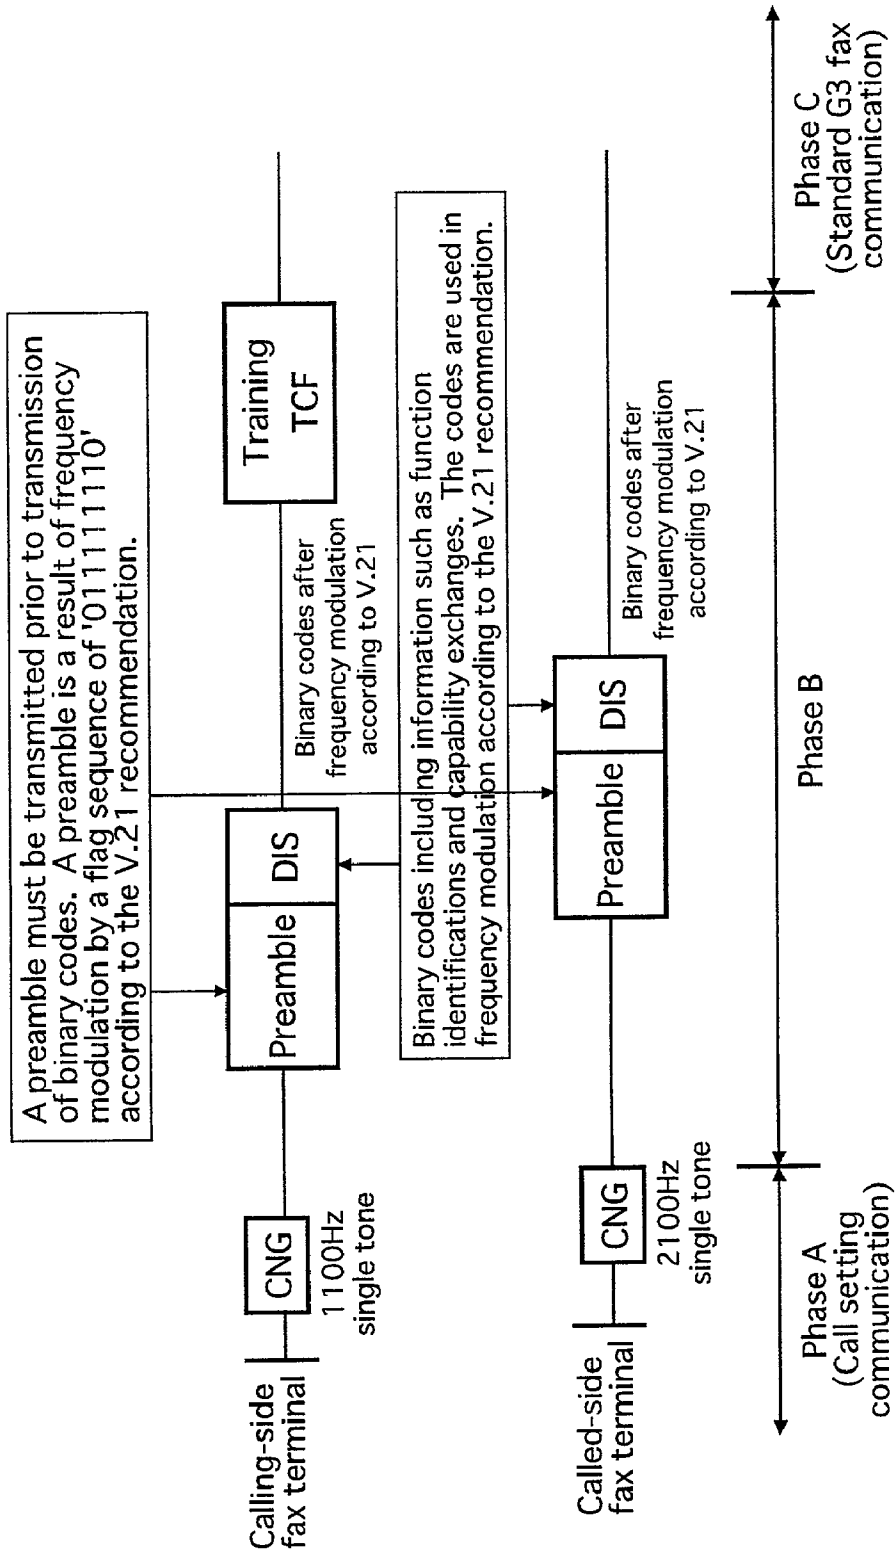 A preamble must be transmitted prior to transmission
of binary codes. A preamble is a result of frequency
modulation by a flag sequence of '0111111110'
according to the V.21 recommendation.
Calling-side
fax terminal
CNG
1100Hz
single tone
Preamble
DIS
Binary codes after
frequency modulation
according to V.21
Training
TCF
Binary codes including information such as function
identifications and capability exchanges. The codes are used in
frequency modulation according to the V.21 recommendation.
Called-side
fax terminal
CNG
2100Hz
single tone
Preamble
DIS
Binary codes after
frequency modulation
according to V.21
Phase A
(Call setting
communication)
Phase B
Phase C
(Standard G3 fax
communication)